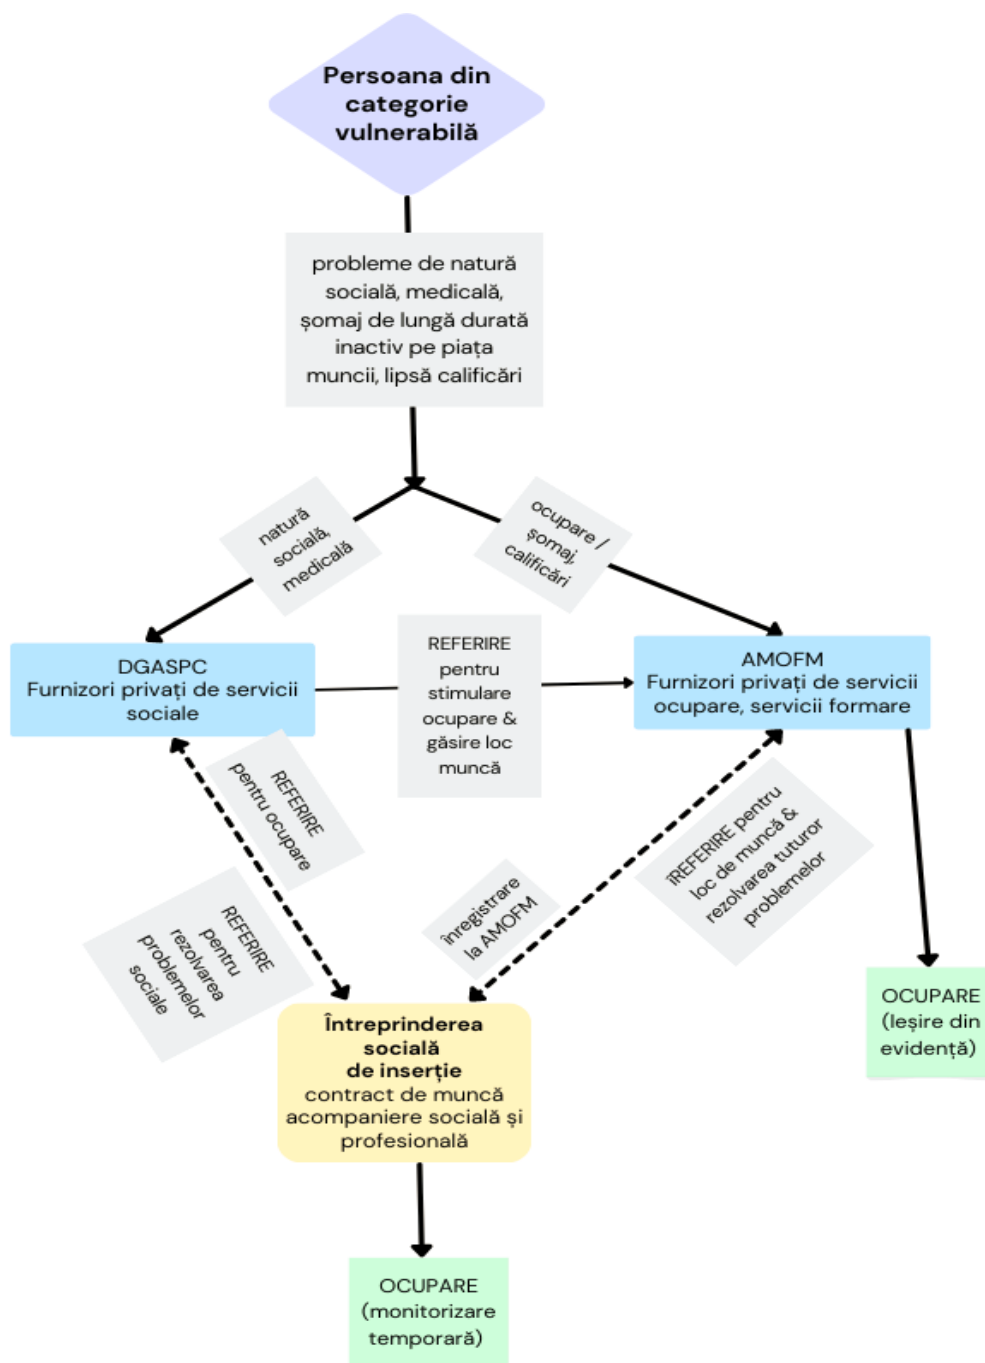 Persoana din
categorie
vulnerabilă
probleme de natură
socială, medicală,
șomaj de lungă durată
inactiv pe piața
muncii, lipsă calificări
natură
socială,
medicală
ocupare /
șomaj,
calificări
DGASPC
Furnizori privați de servicii
sociale
REFERIRE
pentru
stimulare
ocupare &
găsire loc
muncă
AMOFM
Furnizori privați de servicii
ocupare, servicii formare
REFERIRE
pentru ocupare
REFERIRE
pentru
rezolvarea
problemelor
sociale
înregistrare
la AMOFM
îREFERIRE pentru
loc de muncă &
rezolvarea tuturor
problemelor
OCUPARE
(Ieșire din
evidență)
Întreprinderea
socială
de inserție
contract de muncă
acompaniere socială și
profesională
OCUPARE
(monitorizare
temporară)